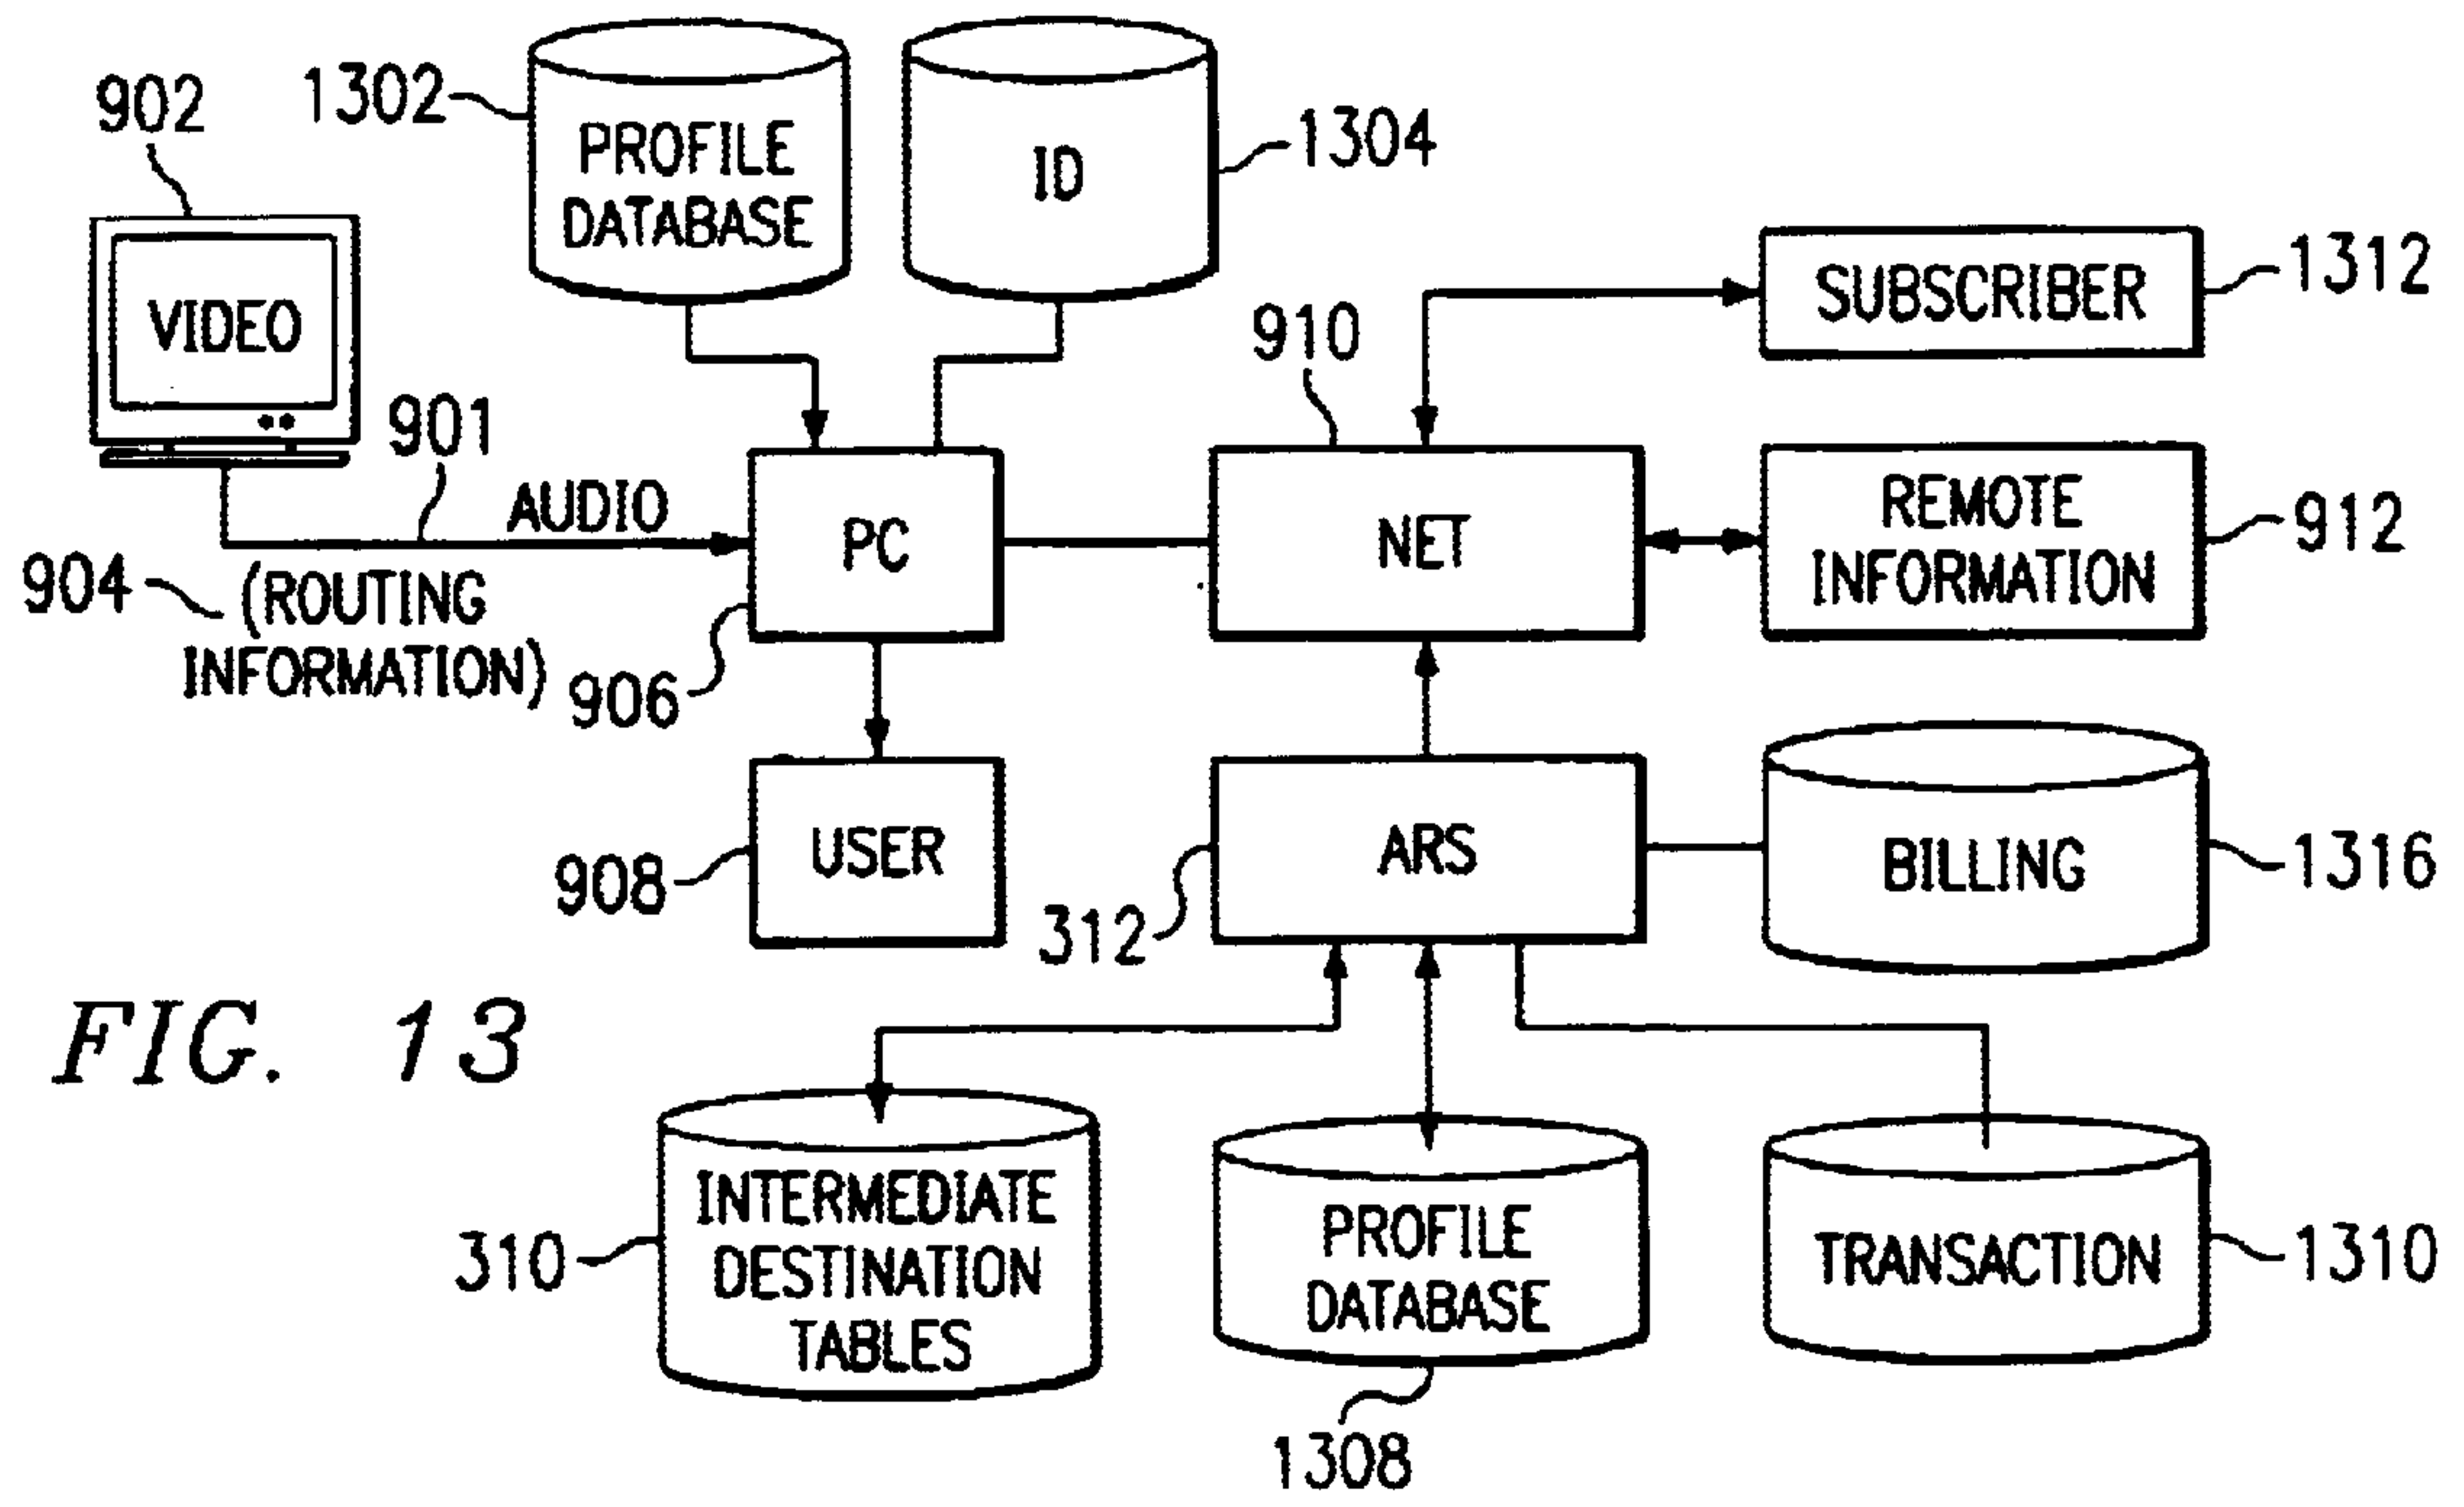 902
1302
PROFILE
DATABASE
ID
1304
VIDEO
SUBSCRIBER
1312
910
901
AUDIO
904
(ROUTING
INFORMATION)
PC
906
NET
REMOTE
INFORMATION
912
USER
908
ARS
312
BILLING
1316
FIG. 13
310
INTERMEDIATE
DESTINATION
TABLES
PROFILE
DATABASE
1308
TRANSACTION
1310